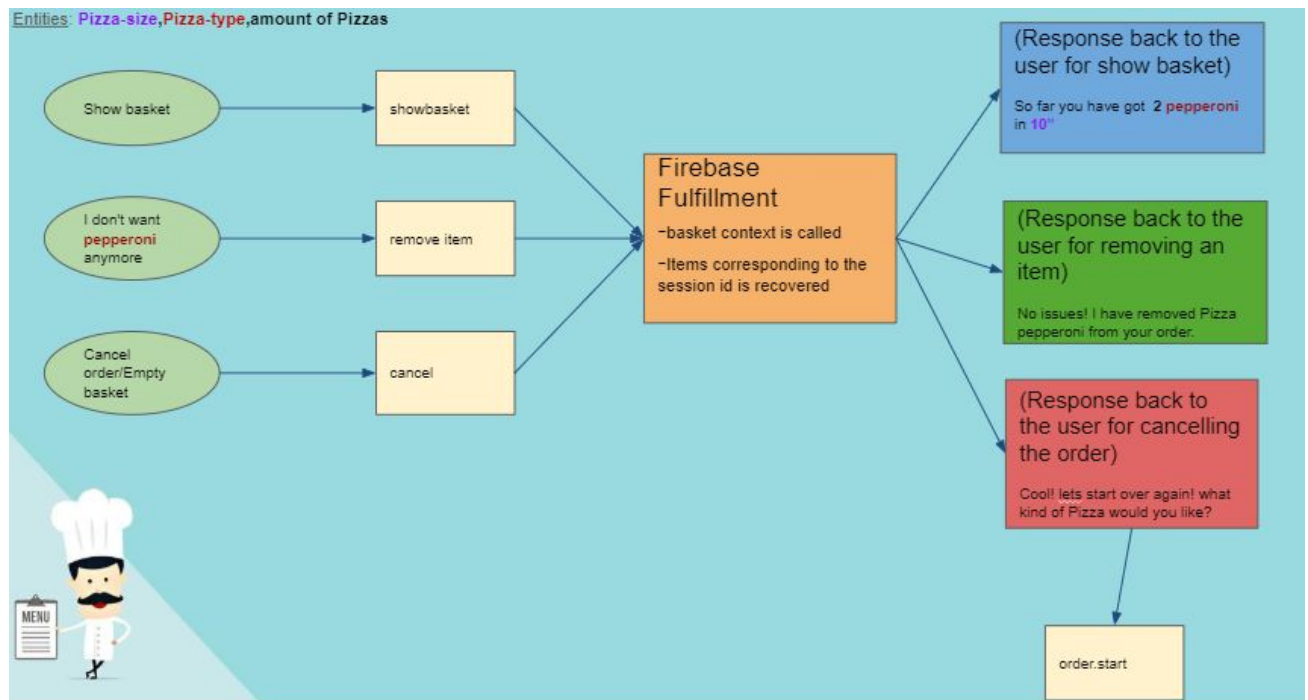 Entities: Pizza-size,Pizza-type,amount of Pizzas
Show basket
showbasket
I don't want
pepperoni
anymore
remove item
Cancel
order/Empty
basket
cancel
Firebase
Fulfillment
-basket context is called
-Items corresponding to the
session id is recovered
(Response back to the
user for show basket)
So far you have got 2 pepperoni
in 10"
(Response back to the
user for removing an
item)
No issues! I have removed Pizza
pepperoni from your order.
(Response back to
the user for cancelling
the order)
Cool! lets start over again! what
kind of Pizza would you like?
order.start
MENU